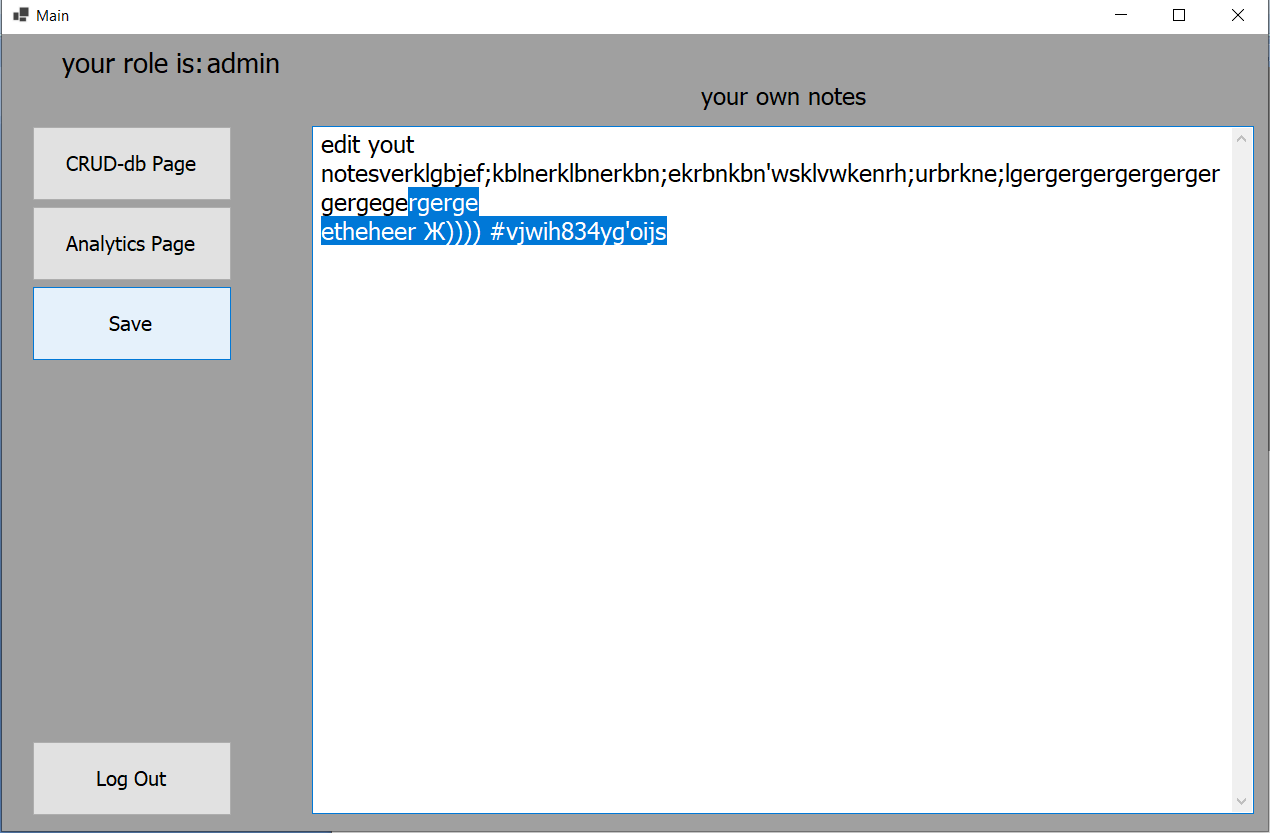 Main
your role is: admin
your own notes
CRUD-db Page
Analytics Page
Save
Log Out
edit yout
notesverklgbjef;kblnerklbnerkbn;ekrbnkbn'wsklvwkenrh;urbrkne;lgergergergergerger
gergegergerge
etheheer Ж)))) #vjwih834yg'oijs